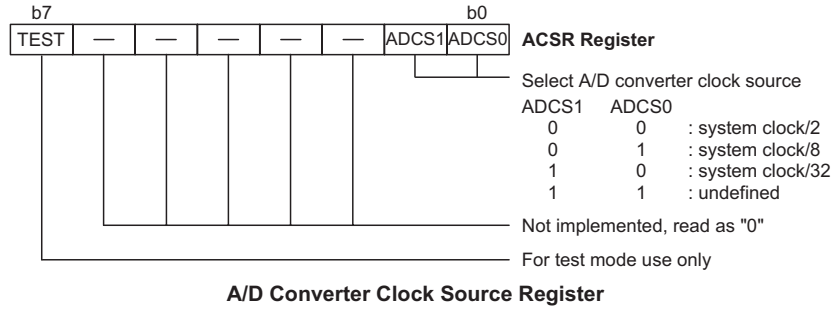 b7 b0
TEST — — — — — ADCS1 ADCS0 ACSR Register
Select A/D converter clock source
ADCS1 ADCS0
0 0 : system clock/2
0 1 : system clock/8
1 0 : system clock/32
1 1 : undefined
Not implemented, read as "0"
For test mode use only
A/D Converter Clock Source Register